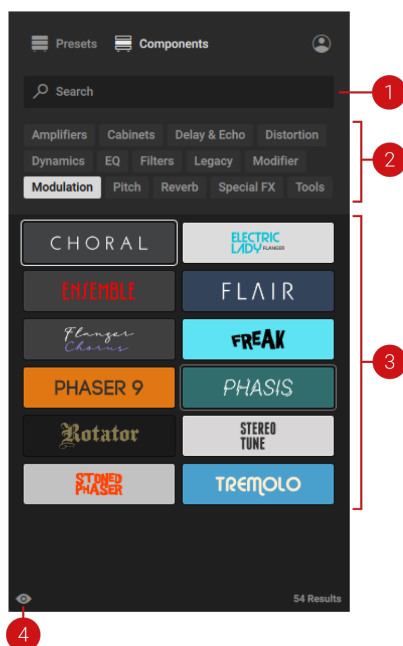 Presets Components
Search
1
Amplifiers Cabinets Delay & Echo Distortion
Dynamics EQ Filters Legacy Modifier
2
Modulation Pitch Reverb Special FX Tools
CHORAL
ELECTRIC
LADY FLANGER
ENSEMBLE
FLAIR
Flanger
Chorus
FREAK
3
PHASER 9
PHASIS
Rotator
STEREO
TUNE
STONED
PHASER
TREMOLO
54 Results
4